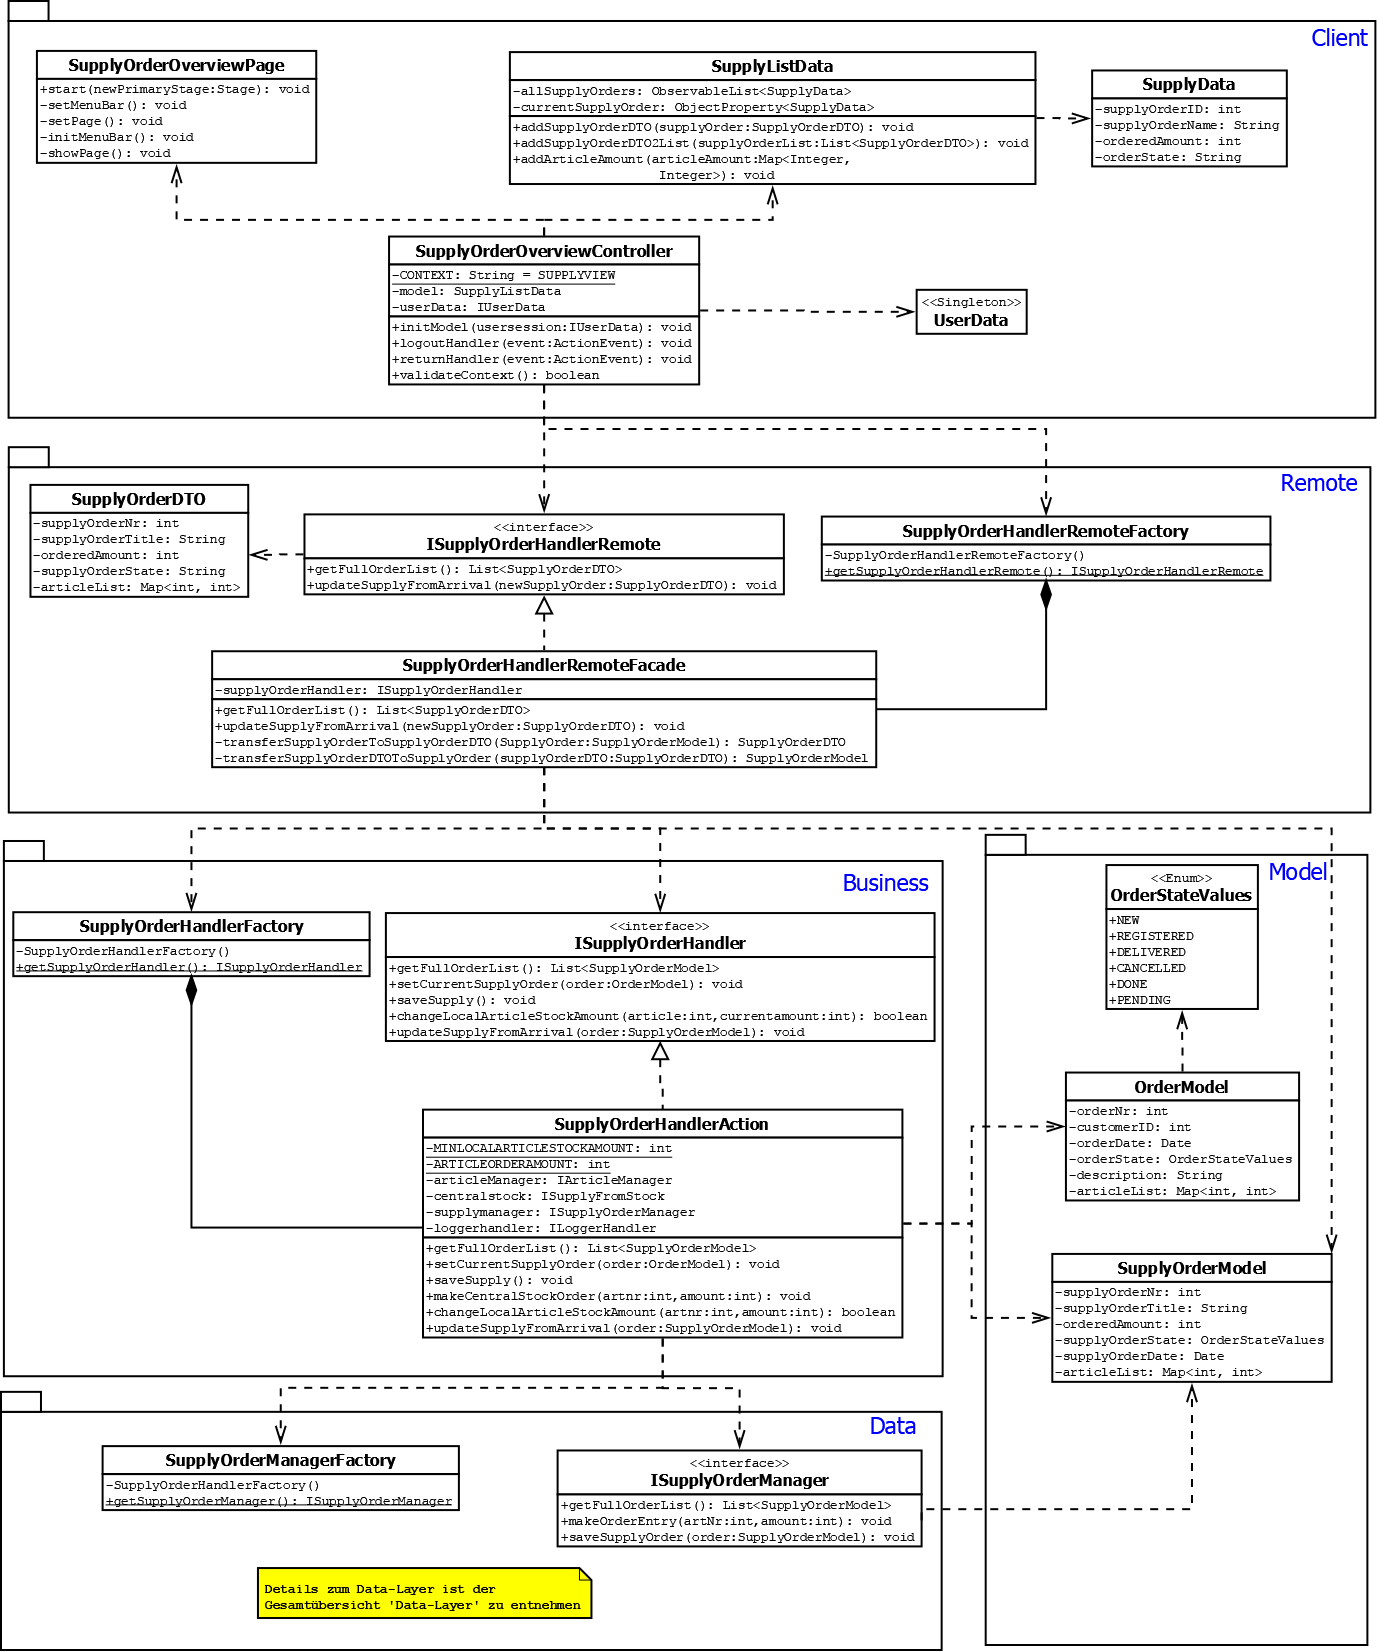 Client
SupplyOrderOverviewPage
+start(newPrimaryStage:Stage): void
-setMenuBar(): void
-setPage(): void
-initMenuBar(): void
-showPage(): void
SupplyListData
-allSupplyOrders: ObservableList<SupplyData>
-currentSupplyOrder: ObjectProperty<SupplyData>
+addSupplyOrderDTO(supplyOrder:SupplyOrderDTO): void
+addSupplyOrderDTO2List(supplyOrderList:List<SupplyOrderDTO>): void
+addArticleAmount(articleAmount:Map<Integer,
Integer>): void
SupplyData
-supplyOrderID: int
-supplyOrderName: String
-orderedAmount: int
-orderState: String
SupplyOrderOverviewController
-CONTEXT: String = SUPPLYVIEW
-model: SupplyListData
-userData: IUserData
+initModel(usersession:IUserData): void
+logoutHandler(event:ActionEvent): void
+returnHandler(event:ActionEvent): void
+validateContext(): boolean
<<Singleton>>
UserData
Remote
SupplyOrderDTO
-supplyOrderNr: int
-supplyOrderTitle: String
-orderedAmount: int
-supplyOrderState: String
-articleList: Map<int, int>
<<interface>>
ISupplyOrderHandlerRemote
+getFullOrderList(): List<SupplyOrderDTO>
+updateSupplyFromArrival(newSupplyOrder:SupplyOrderDTO): void
SupplyOrderHandlerRemoteFactory
-SupplyOrderHandlerRemoteFactory()
+getSupplyOrderHandlerRemote(): ISupplyOrderHandlerRemote
SupplyOrderHandlerRemoteFacade
-supplyOrderHandler: ISupplyOrderHandler
+getFullOrderList(): List<SupplyOrderDTO>
+updateSupplyFromArrival(newSupplyOrder:SupplyOrderDTO): void
-transferSupplyOrderToSupplyOrderDTO(SupplyOrder:SupplyOrderModel): SupplyOrderDTO
-transferSupplyOrderDTOToSupplyOrder(supplyOrderDTO:SupplyOrderDTO): SupplyOrderModel
Business
SupplyOrderHandlerFactory
-SupplyOrderHandlerFactory()
+getSupplyOrderHandler(): ISupplyOrderHandler
<<interface>>
ISupplyOrderHandler
+getFullOrderList(): List<SupplyOrderModel>
+setCurrentSupplyOrder(order:OrderModel): void
+saveSupply(): void
+changeLocalArticleStockAmount(article:int,currentamount:int): boolean
+updateSupplyFromArrival(order:SupplyOrderModel): void
SupplyOrderHandlerAction
-MINLOCALARTICLESTOCKAMOUNT: int
-ARTICLEORDERAMOUNT: int
-articleManager: IArticleManager
-centralstock: ISupplyFromStock
-supplymanager: ISupplyOrderManager
-loggerhandler: ILoggerHandler
+getFullOrderList(): List<SupplyOrderModel>
+setCurrentSupplyOrder(order:OrderModel): void
+saveSupply(): void
+makeCentralStockOrder(artnr:int,amount:int): void
+changeLocalArticleStockAmount(artnr:int,amount:int): boolean
+updateSupplyFromArrival(order:SupplyOrderModel): void
Model
<<Enum>>
OrderStateValues
+NEW
+REGISTERED
+DELIVERED
+CANCELLED
+DONE
+PENDING
OrderModel
-orderNr: int
-customerID: int
-orderDate: Date
-orderState: OrderStateValues
-description: String
-articleList: Map<int, int>
SupplyOrderModel
-supplyOrderNr: int
-supplyOrderTitle: String
-orderedAmount: int
-supplyOrderState: OrderStateValues
-supplyOrderDate: Date
-articleList: Map<int, int>
Data
SupplyOrderManagerFactory
-SupplyOrderHandlerFactory()
+getSupplyOrderManager(): ISupplyOrderManager
<<interface>>
ISupplyOrderManager
+getFullOrderList(): List<SupplyOrderModel>
+makeOrderEntry(artNr:int,amount:int): void
+saveSupplyOrder(order:SupplyOrderModel): void
Details zum Data-Layer ist der
Gesamtübersicht 'Data-Layer' zu entnehmen